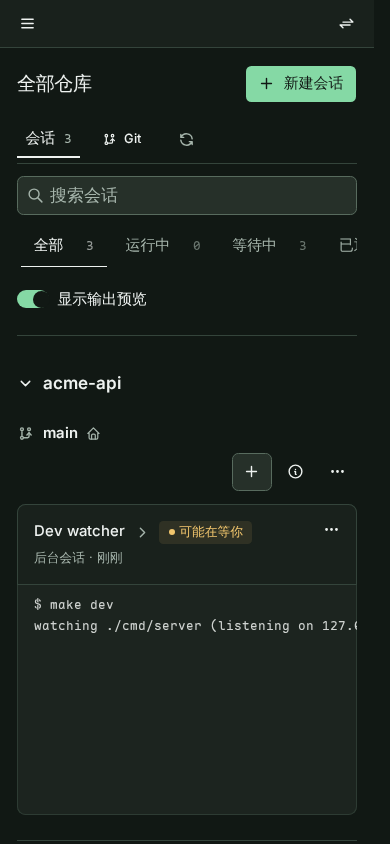 全部仓库
+ 新建会话
会话 3
Git
搜索会话
全部 3 运行中 0 等待中 3
显示输出预览
acme-api
main
Dev watcher
可能在等你
后台会话 · 刚刚
$ make dev
watching ./cmd/server (listening on 127.